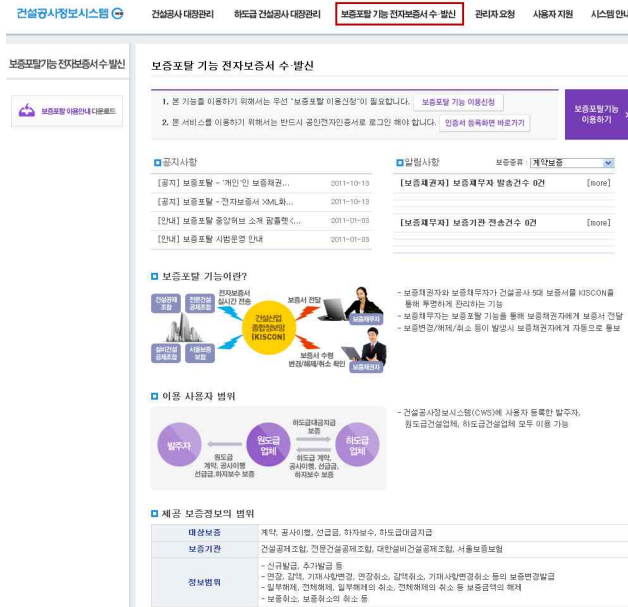 건설공사정보시스템 cws
건설공사 대장관리 하도급 건설공사 대장관리 보증포탈 기능 전자보증서 수·발신 관리자 요청 사용자 지원 시스템 안내
보증포탈기능 전자보증서 수발신
보증포탈 이용안내 다운로드
보증포탈 기능 전자보증서 수·발신
1. 본 기능을 이용하기 위해서는 우선 "보증포탈 이용신청"이 필요합니다. 보증포탈 기능 이용신청
2. 본 서비스를 이용하기 위해서는 반드시 공인전자인증서로 로그인 해야 합니다. 인증서 등록화면 바로가기
보증포탈기능
이용하기
공지사항
[공지] 보증포탈 - '개인'인 보증채권... 2011-10-13
[공지] 보증포탈 - 전자보증서 XML화... 2011-10-13
[안내] 보증포탈 중앙허브 소개 팜플렛<... 2011-01-03
[안내] 보증포탈 시범운영 안내 2011-01-03
알림사항 보증종류 : 계약보증
[보증채권자] 보증채무자 발송건수 0건 [more]
[보증채무자] 보증기관 전송건수 0건 [more]
보증포탈 기능이란?
건설공제
조합
전문건설
공제조합
전자보증서
실시간 전송
설비건설
공제조합
서울보증
보험
건설산업
종합정보망
(KISCON)
보증서 전달
보증채무자
보증서 수령
변경/해제/취소 확인
보증채권자
- 보증채권자와 보증채무자가 건설공사 5대 보증서를 KISCON을
통해 투명하게 관리하는 기능
- 보증채무자는 보증포탈 기능을 통해 보증채권자에게 보증서 전달
- 보증변경/해제/취소 등이 발생시 보증채권자에게 자동으로 통보
이용 사용자 범위
발주자
원도급
계약, 공사이행
선급금,하자보수 보증
원도급
업체
하도급대금지급
보증
하도급 계약,
공사이행, 선급금,
하자보수 보증
하도급
업체
- 건설공사정보시스템(CWS)에 사용자 등록한 발주자,
원도급건설업체, 하도급건설업체 모두 이용 가능
제공 보증정보의 범위
대상보증 계약, 공사이행, 선급금, 하자보수, 하도급대금지급
보증기관 건설공제조합, 전문건설공제조합, 대한설비건설공제조합, 서울보증보험
정보범위
- 신규발급, 추가발급 등
- 연장, 감액, 기재사항변경, 연장취소, 감액취소, 기재사항변경취소 등의 보증변경발급
- 일부해제, 전체해제, 일부해제의 취소, 전체해제의 취소 등 보증금액의 해제
- 보증취소, 보증취소의 취소 등